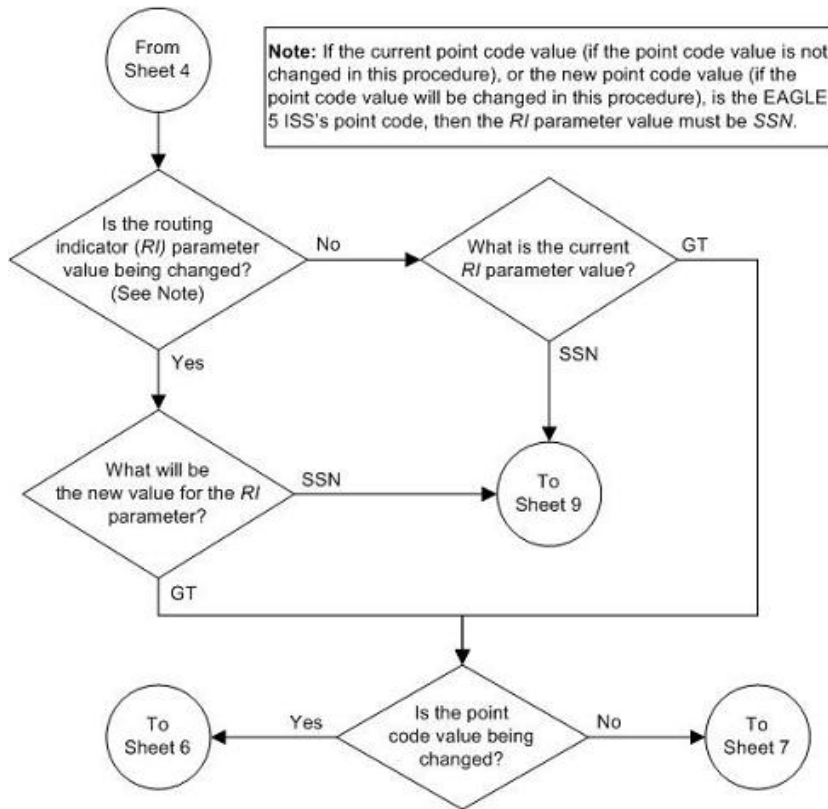 From
Sheet 4
Note: If the current point code value (if the point code value is not
changed in this procedure), or the new point code value (if the
point code value will be changed in this procedure), is the EAGLE
5 ISS's point code, then the RI parameter value must be SSN.
Is the routing
indicator (RI) parameter
value being changed?
(See Note)
No
What is the current
RI parameter value?
GT
Yes
SSN
What will be
the new value for the RI
parameter?
SSN
To
Sheet 9
GT
To
Sheet 6
Yes
Is the point
code value being
changed?
No
To
Sheet 7